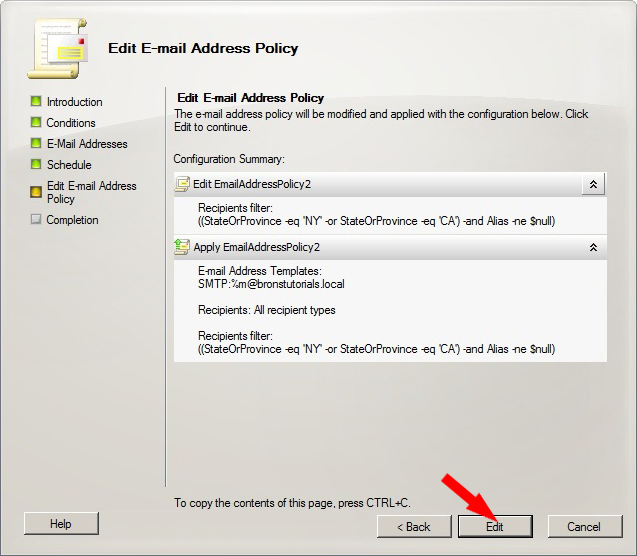 Edit E-mail Address Policy
Introduction
Conditions
E-Mail Addresses
Schedule
Edit E-mail Address
Policy
Completion
Edit E-mail Address Policy
The e-mail address policy will be modified and applied with the configuration below. Click
Edit to continue.
Configuration Summary:
Edit EmailAddressPolicy2
Recipients filter:
((StateOrProvince -eq 'NY' -or StateOrProvince -eq 'CA') -and Alias -ne $null)
Apply EmailAddressPolicy2
E-mail Address Templates:
SMTP:%m@bronstutorials.local
Recipients: All recipient types
Recipients filter:
((StateOrProvince -eq 'NY' -or StateOrProvince -eq 'CA') -and Alias -ne $null)
To copy the contents of this page, press CTRL+C.
Help
< Back
Edit
Cancel